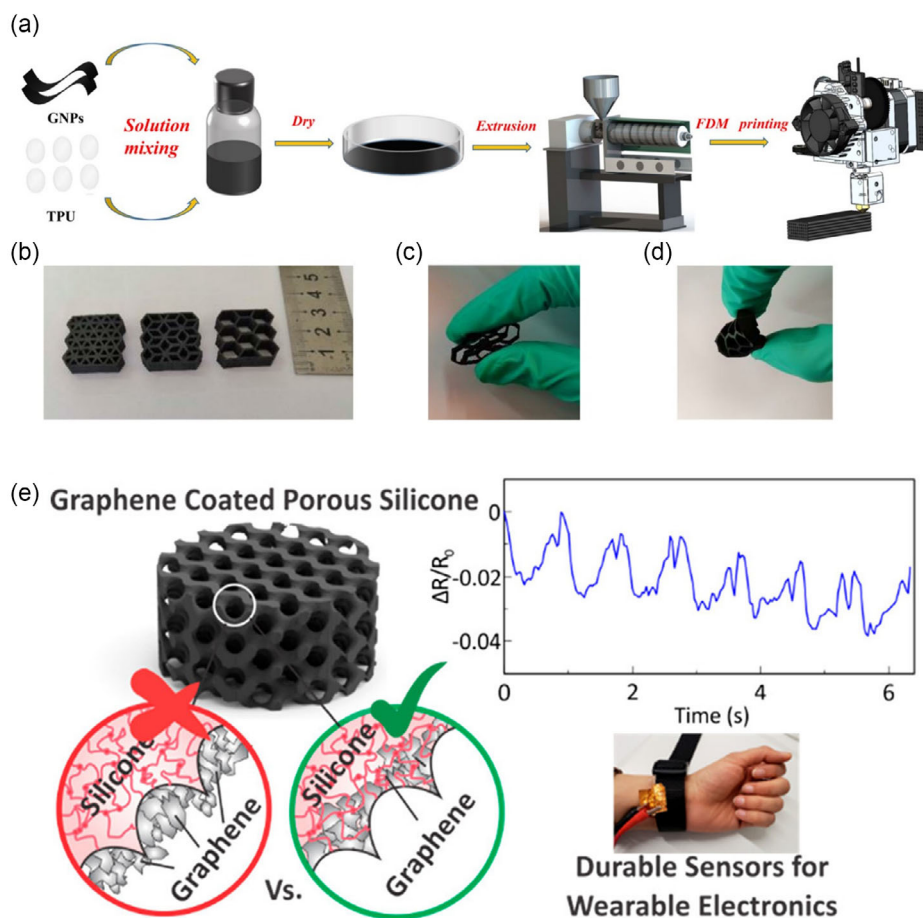 (a)
GNPs
TPU
Solution
mixing
Dry
Extrusion
FDM printing
(b)
1 2 3 4 5
(c)
(d)
(e)
Graphene Coated Porous Silicone
Silicone
Graphene
Vs.
Silicone
Graphene
ΔR/R₀
0
-0.02
-0.04
0 2 4 6
Time (s)
Durable Sensors for
Wearable Electronics